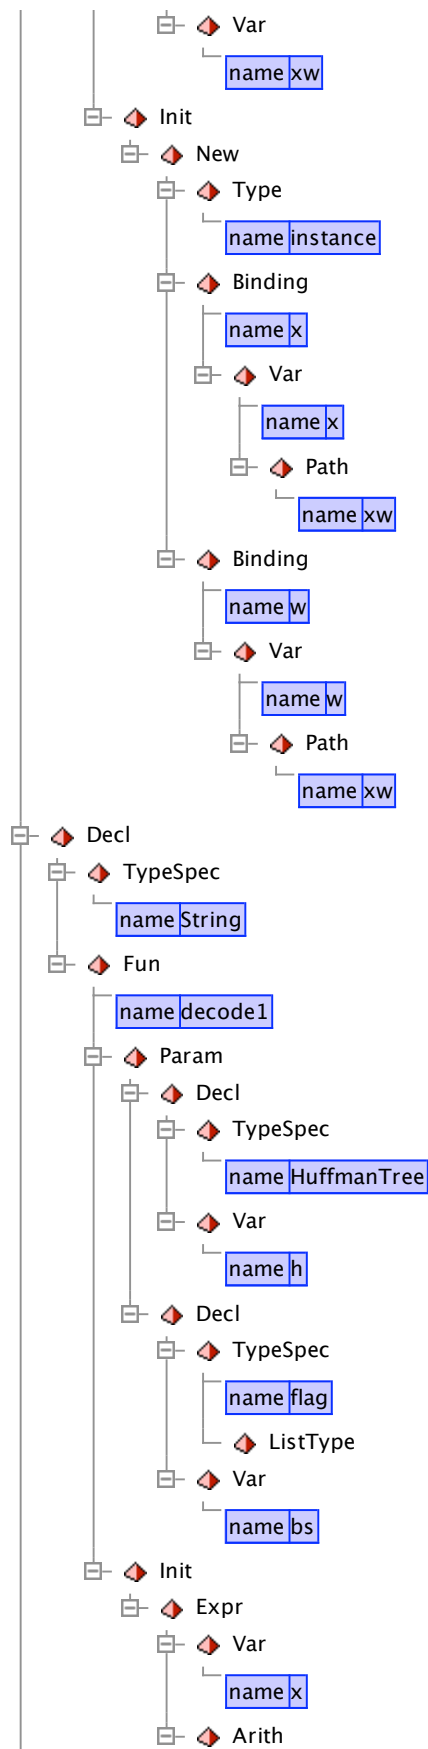 Var
name xw
Init
New
Type
name instance
Binding
name x
Var
name x
Path
name xw
Binding
name w
Var
name w
Path
name xw
Decl
TypeSpec
name String
Fun
name decode1
Param
Decl
TypeSpec
name HuffmanTree
Var
name h
Decl
TypeSpec
name flag
ListType
Var
name bs
Init
Expr
Var
name x
Arith